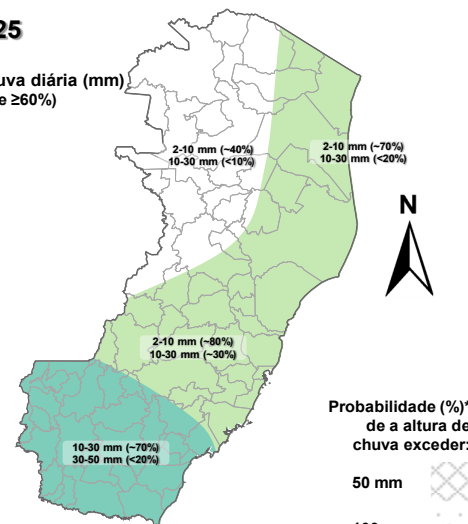 25
uva diária (mm)
e ≥60%)
2-10 mm (~40%)
10-30 mm (<10%)
2-10 mm (~70%)
10-30 mm (<20%)
N
2-10 mm (~80%)
10-30 mm (~30%)
Probabilidade (%)*
de a altura de
chuva exceder:
10-30 mm (~70%)
30-50 mm (<20%)
50 mm